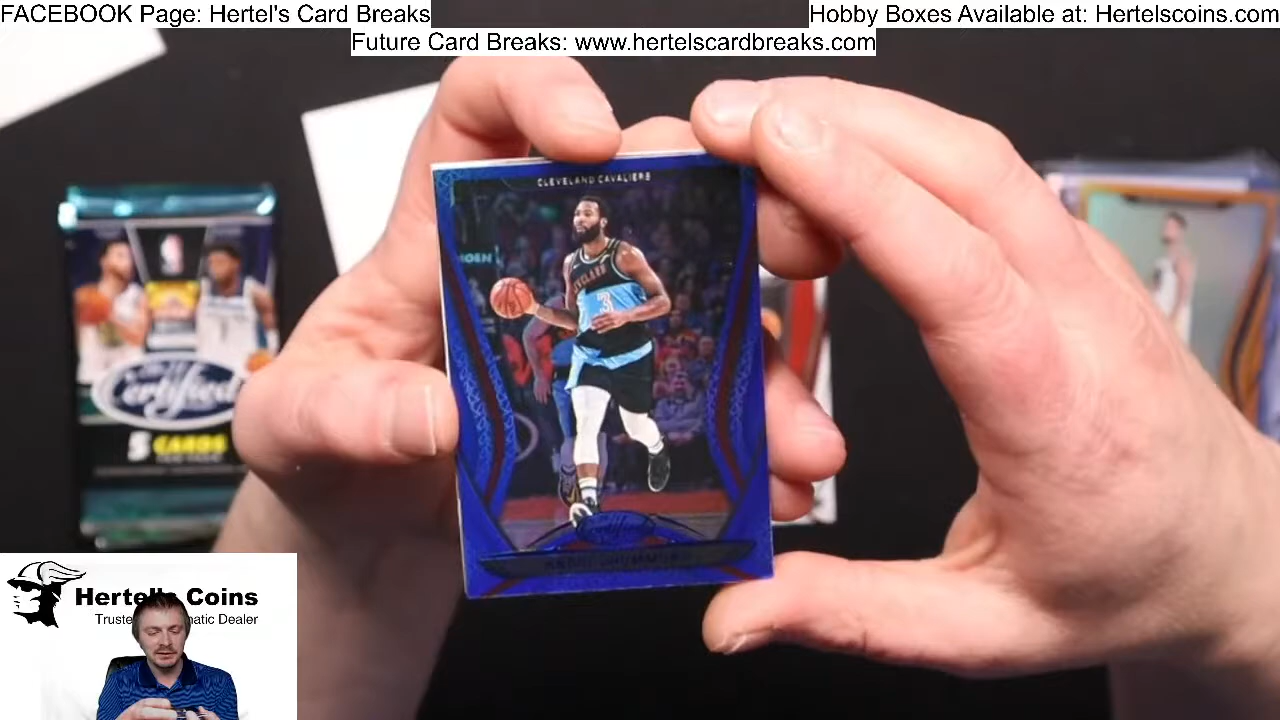 FACEBOOK Page: Hertel's Card Breaks
Hobby Boxes Available at: Hertelscoins.com
Future Card Breaks: www.hertelscardbreaks.com
CLEVELAND CAVALIERS
3
Certified
5 CARDS
Hertel's Coins